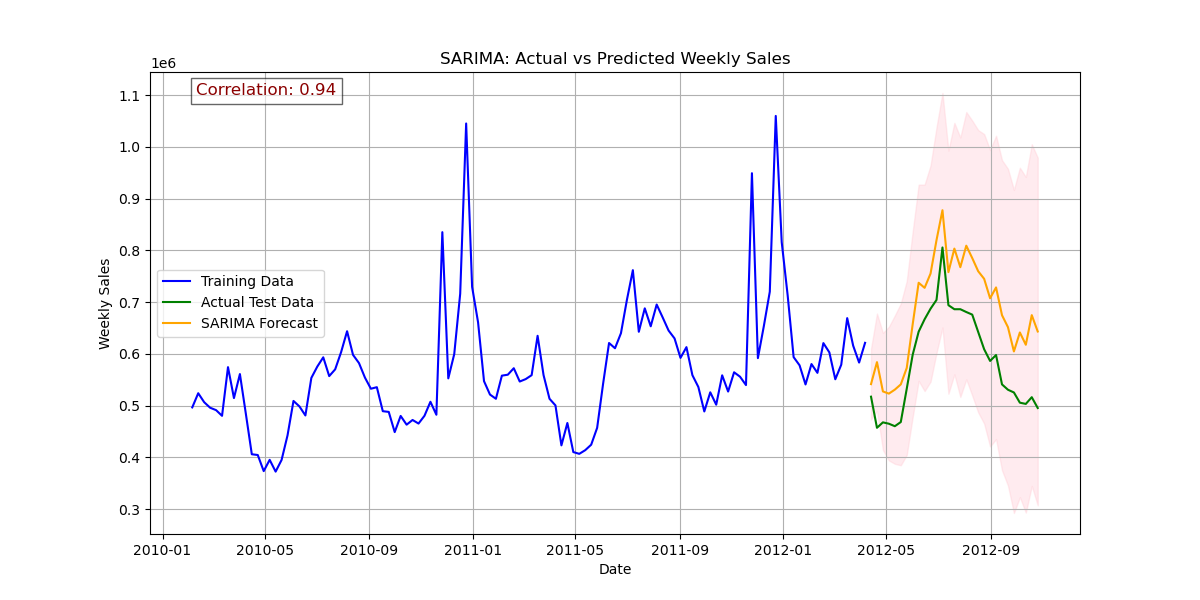 SARIMA: Actual vs Predicted Weekly Sales
1e6
Correlation: 0.94
1.1
1.0
0.9
0.8
0.7
0.6
0.5
0.4
0.3
Weekly Sales
Training Data
Actual Test Data
SARIMA Forecast
2010-01 2010-05 2010-09 2011-01 2011-05 2011-09 2012-01 2012-05 2012-09
Date